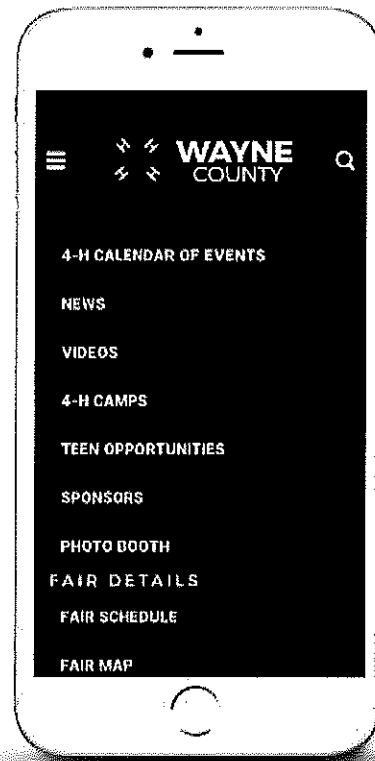 H H WAYNE
H H COUNTY
4-H CALENDAR OF EVENTS
NEWS
VIDEOS
4-H CAMPS
TEEN OPPORTUNITIES
SPONSORS
PHOTO BOOTH
FAIR DETAILS
FAIR SCHEDULE
FAIR MAP